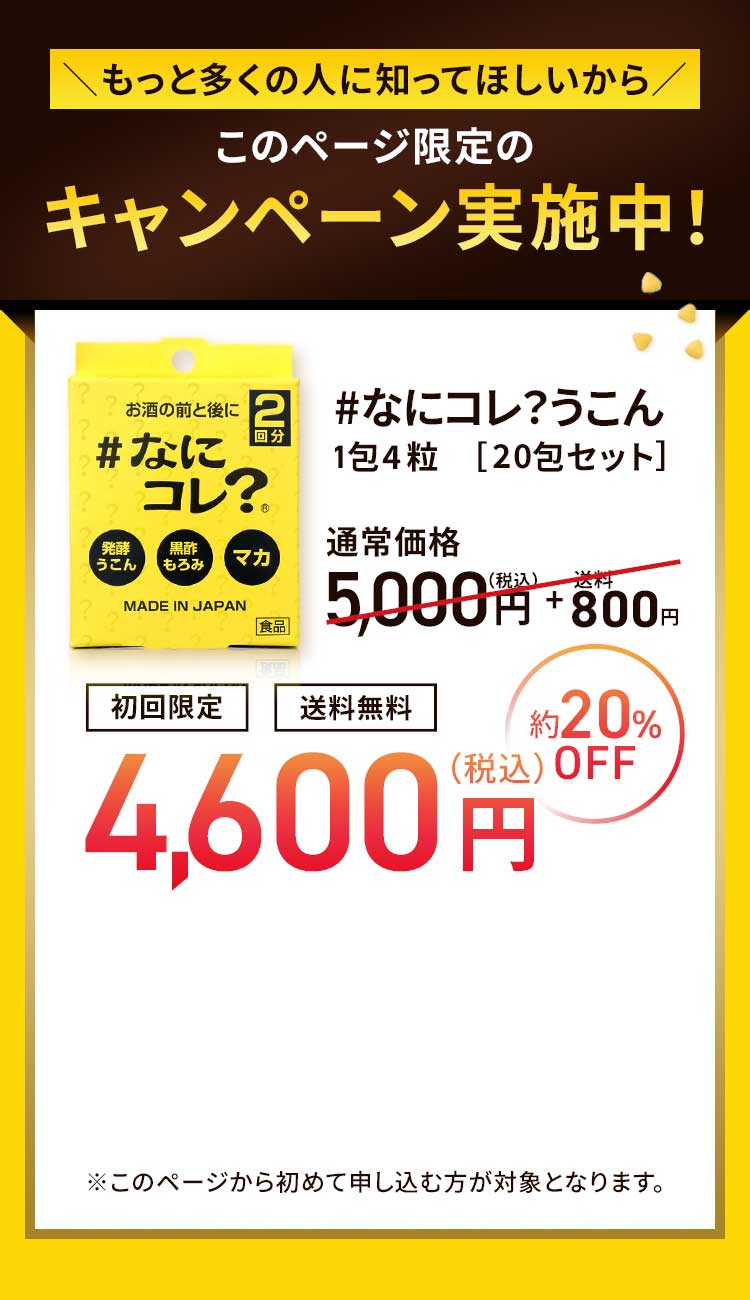 ＼もっと多くの人に知ってほしいから／
このページ限定の
キャンペーン実施中！
お酒の前と後に
2回分
#なに
コレ？®
発酵うこん 黒酢もろみ マカ
MADE IN JAPAN
食品
#なにコレ？うこん
1包4粒 ［20包セット］
通常価格
5,000円（税込）+ 送料800円
初回限定 送料無料
約20%
OFF
4,600円（税込）
※このページから初めて申し込む方が対象となります。